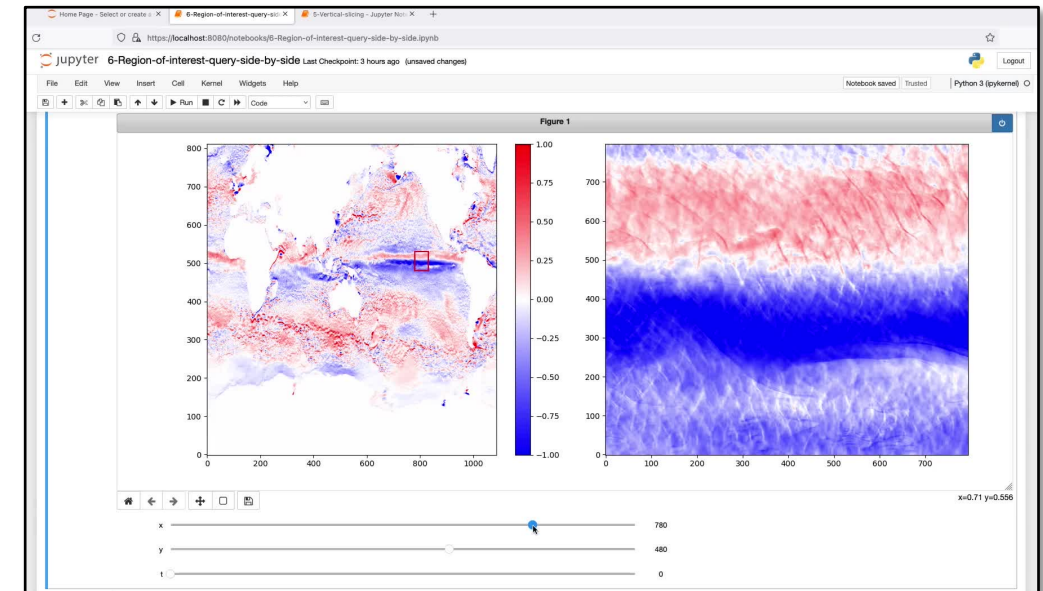 Home Page - Select or create a
6-Region-of-interest-query-sid
5-Vertical-slicing - Jupyter Not
https://localhost:8080/notebooks/6-Region-of-interest-query-side-by-side.ipynb
jupyter 6-Region-of-interest-query-side-by-side Last Checkpoint: 3 hours ago (unsaved changes)
Logout
File Edit View Insert Cell Kernel Widgets Help
Notebook saved Trusted Python 3 (ipykernel)
Run Code
Figure 1
800
700
600
500
400
300
200
100
0
0 200 400 600 800 1000
1.00
0.75
0.50
0.25
0.00
−0.25
−0.50
−0.75
−1.00
700
600
500
400
300
200
100
0
0 100 200 300 400 500 600 700
x=0.71 y=0.556
x 780
y 480
t 0